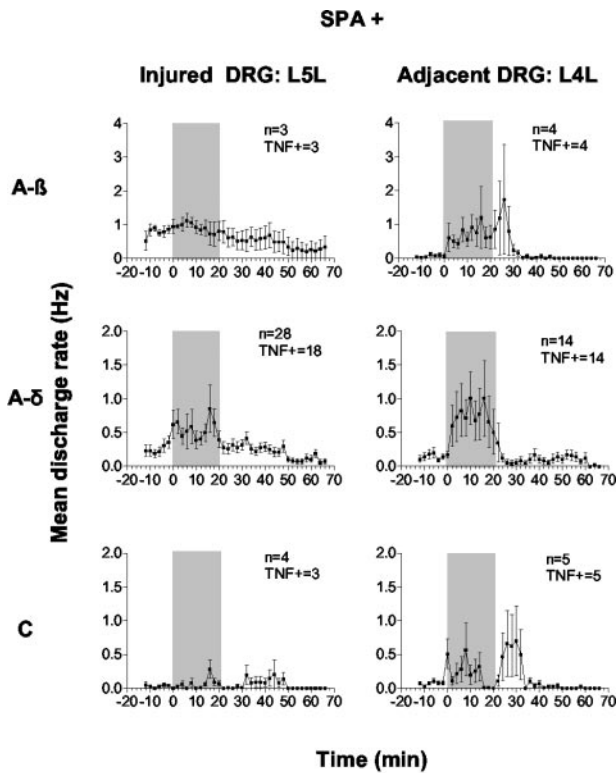 SPA +
Injured DRG: L5L
Adjacent DRG: L4L
A-ß
4
3
2
1
0
n=3
TNF+=3
-20 -10 0 10 20 30 40 50 60 70
4
3
2
1
0
n=4
TNF+=4
-20 -10 0 10 20 30 40 50 60 70
Mean discharge rate (Hz)
A-δ
2.0
1.5
1.0
0.5
0.0
n=28
TNF+=18
-20 -10 0 10 20 30 40 50 60 70
2.0
1.5
1.0
0.5
0.0
n=14
TNF+=14
-20 -10 0 10 20 30 40 50 60 70
C
2.0
1.5
1.0
0.5
0.0
n=4
TNF+=3
-20 -10 0 10 20 30 40 50 60 70
2.0
1.5
1.0
0.5
0.0
n=5
TNF+=5
-20 -10 0 10 20 30 40 50 60 70
Time (min)